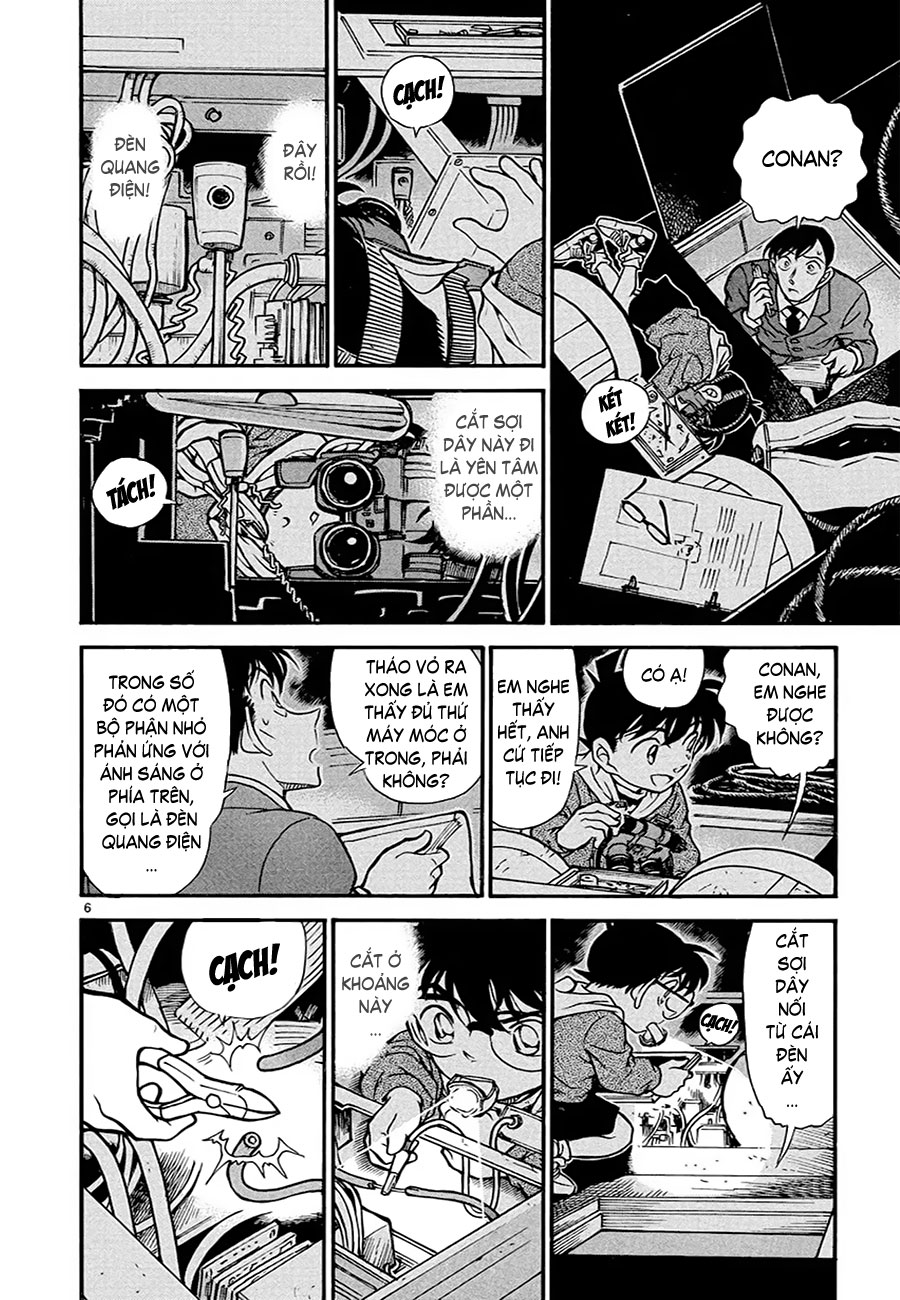 CONAN?
KÉT
KÉT!
CẠCH!
ĐÂY
RỒI!
ĐÈN
QUANG
ĐIỆN!
CẮT SỢI
DÂY NÀY ĐI
LÀ YÊN TÂM
ĐƯỢC MỘT
PHẦN...
TÁCH!
CONAN,
EM NGHE
ĐƯỢC
KHÔNG?
CÓ Ạ!
EM NGHE
THẤY
HẾT, ANH
CỨ TIẾP
TỤC ĐI!
THÁO VỎ RA
XONG LÀ EM
THẤY ĐỦ THỨ
MÁY MÓC Ở
TRONG, PHẢI
KHÔNG?
TRONG SỐ
ĐÓ CÓ MỘT
BỘ PHẬN NHỎ
PHẢN ỨNG VỚI
ÁNH SÁNG Ở
PHÍA TRÊN,
GỌI LÀ ĐÈN
QUANG ĐIỆN
...
6
CẮT
SỢI
DÂY
NỐI
TỪ CÁI
ĐÈN
ẤY
...
CẠCH!
CẮT Ở
KHOẢNG
NÀY
...
CẠCH!